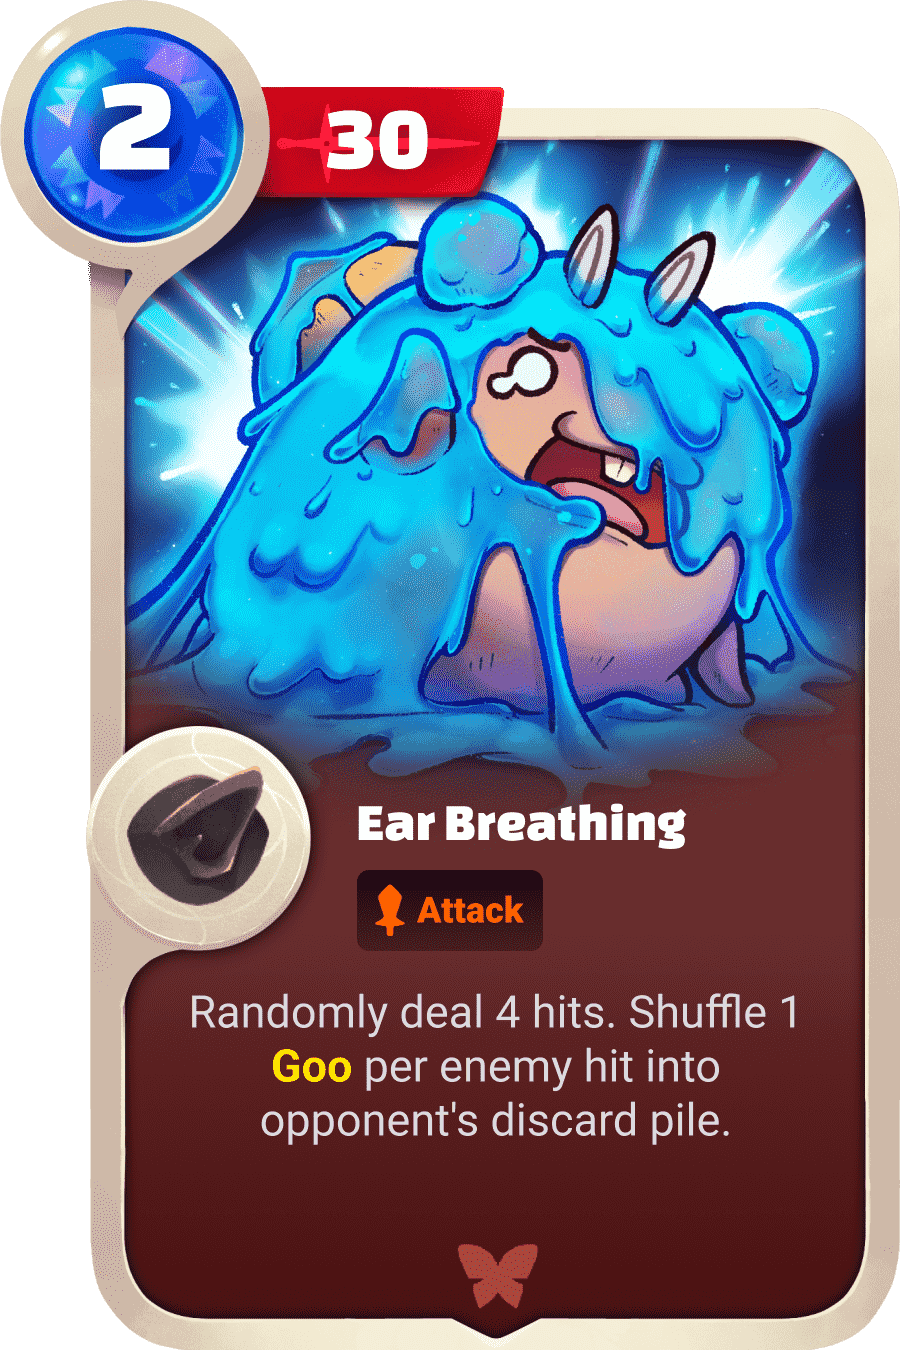 2
30
Ear Breathing
Attack
Randomly deal 4 hits. Shuffle 1
Goo per enemy hit into
opponent's discard pile.